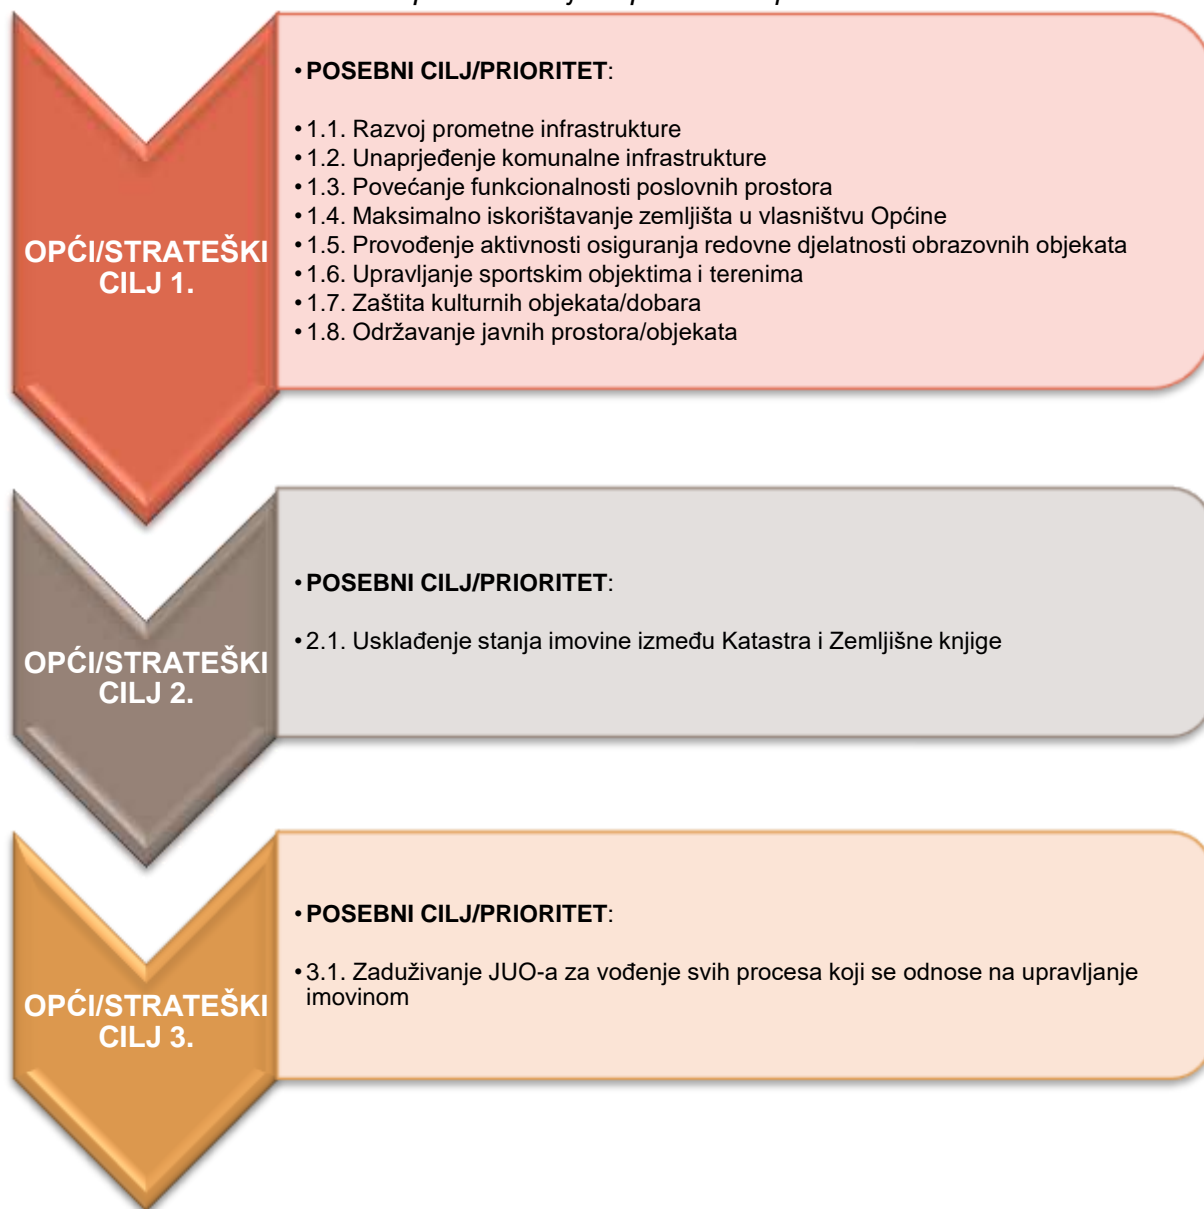 OPĆI/STRATEŠKI
CILJ 1.
•POSEBNI CILJ/PRIORITET:
•1.1. Razvoj prometne infrastrukture
•1.2. Unaprjeđenje komunalne infrastrukture
•1.3. Povećanje funkcionalnosti poslovnih prostora
•1.4. Maksimalno iskorištavanje zemljišta u vlasništvu Općine
•1.5. Provođenje aktivnosti osiguranja redovne djelatnosti obrazovnih objekata
•1.6. Upravljanje sportskim objektima i terenima
•1.7. Zaštita kulturnih objekata/dobara
•1.8. Održavanje javnih prostora/objekata
OPĆI/STRATEŠKI
CILJ 2.
•POSEBNI CILJ/PRIORITET:
•2.1. Usklađenje stanja imovine između Katastra i Zemljišne knjige
OPĆI/STRATEŠKI
CILJ 3.
•POSEBNI CILJ/PRIORITET:
•3.1. Zaduživanje JUO-a za vođenje svih procesa koji se odnose na upravljanje
imovinom